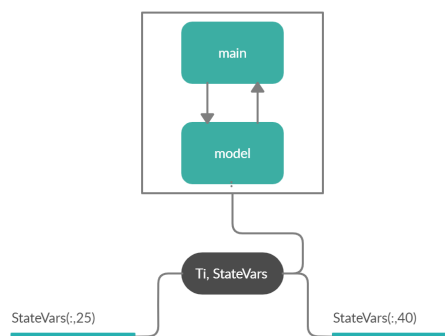 main
model
Ti, StateVars
StateVars(:,25)
StateVars(:,40)